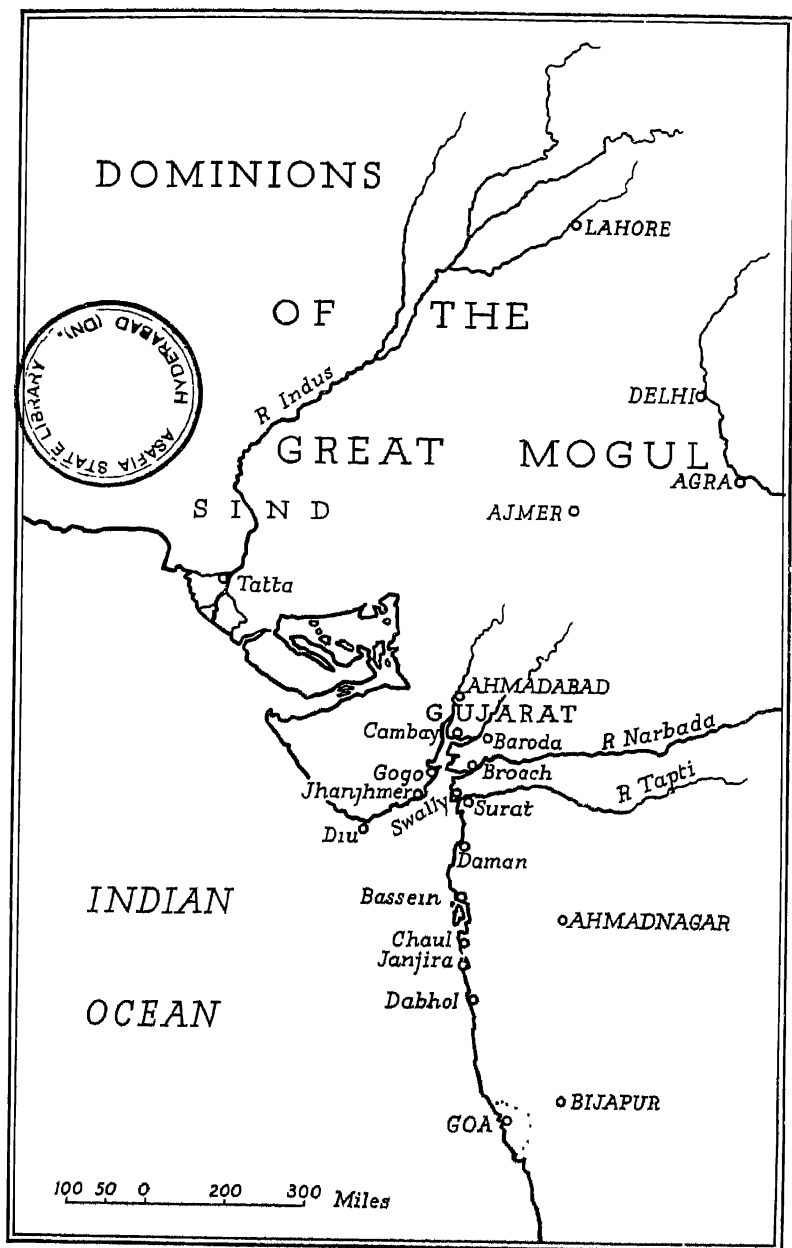 DOMINIONS
LAHORE
OF THE
ASAFIA STATE LIBRARY
HYDERABAD (DN).
R Indus
DELHI
GREAT MOGUL
AGRA
SIND
AJMER
Tatta
AHMADABAD
GUJARAT
Cambay
Baroda
R Narbada
Gogo
Broach
Jhanjhmer
R Tapti
Swally
Surat
Diu
Daman
INDIAN
Bassein
AHMADNAGAR
Chaul
Janjira
OCEAN
Dabhol
BIJAPUR
GOA
100 50 0 200 300 Miles